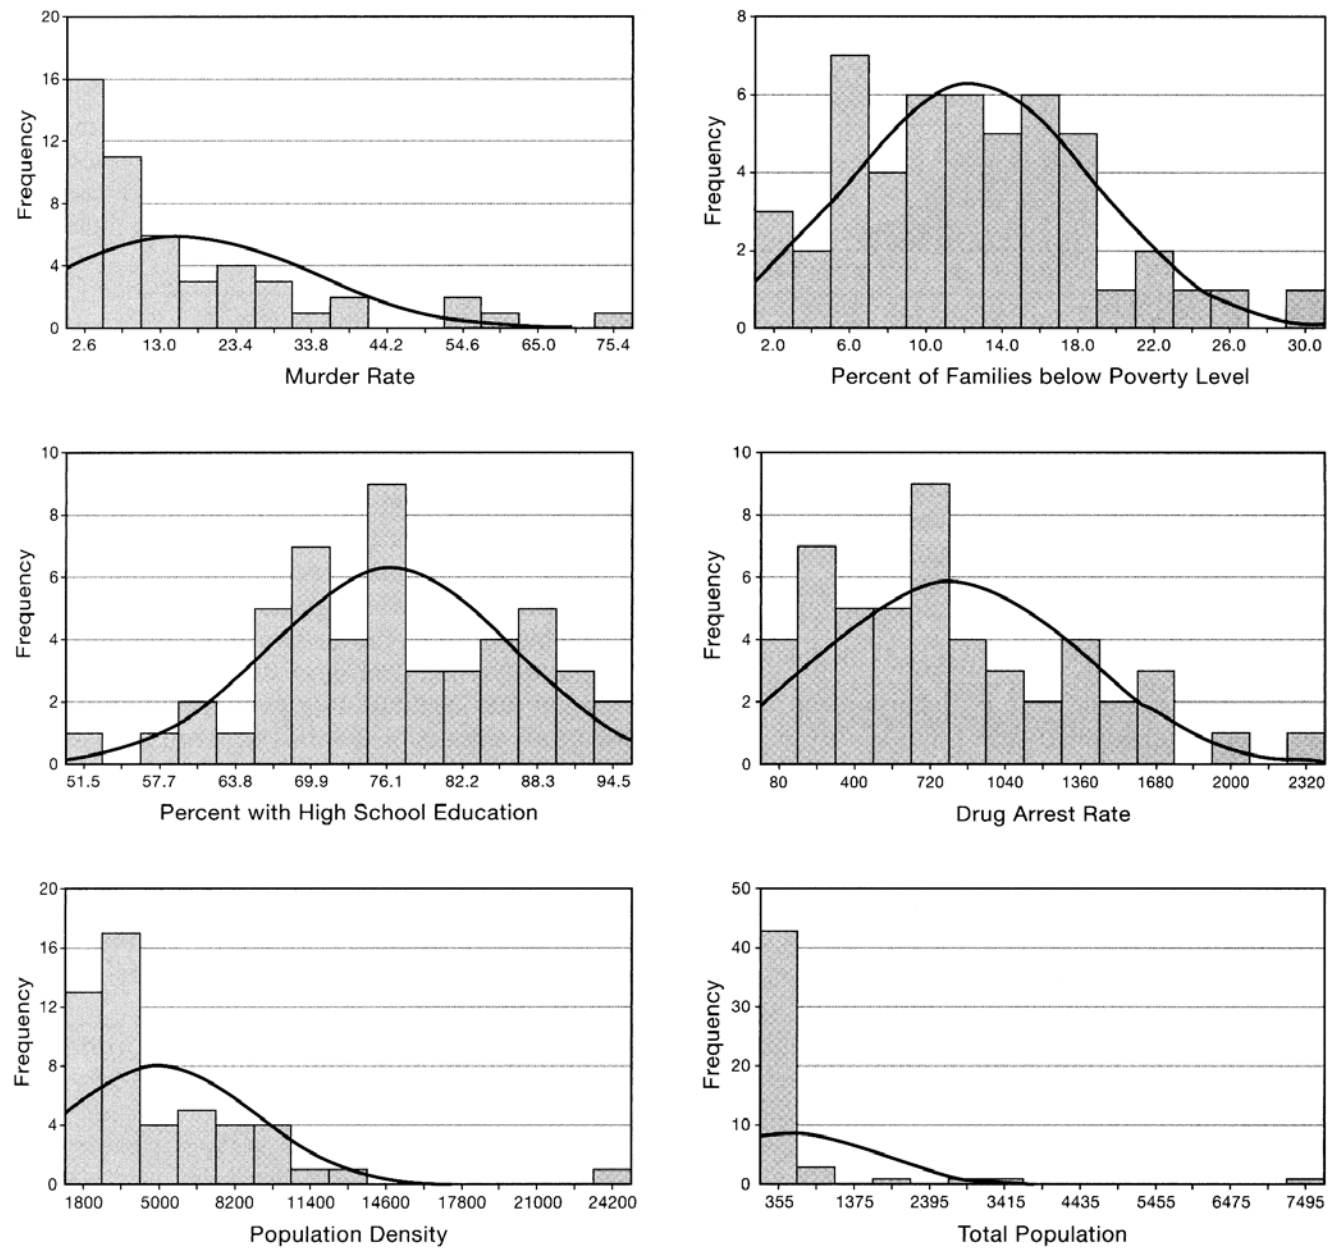 20
16
12
8
4
0
Frequency
2.6 13.0 23.4 33.8 44.2 54.6 65.0 75.4
Murder Rate
8
6
4
2
0
Frequency
2.0 6.0 10.0 14.0 18.0 22.0 26.0 30.0
Percent of Families below Poverty Level
10
8
6
4
2
0
Frequency
51.5 57.7 63.8 69.9 76.1 82.2 88.3 94.5
Percent with High School Education
10
8
6
4
2
0
Frequency
80 400 720 1040 1360 1680 2000 2320
Drug Arrest Rate
20
16
12
8
4
0
Frequency
1800 5000 8200 11400 14600 17800 21000 24200
Population Density
50
40
30
20
10
0
Frequency
355 1375 2395 3415 4435 5455 6475 7495
Total Population